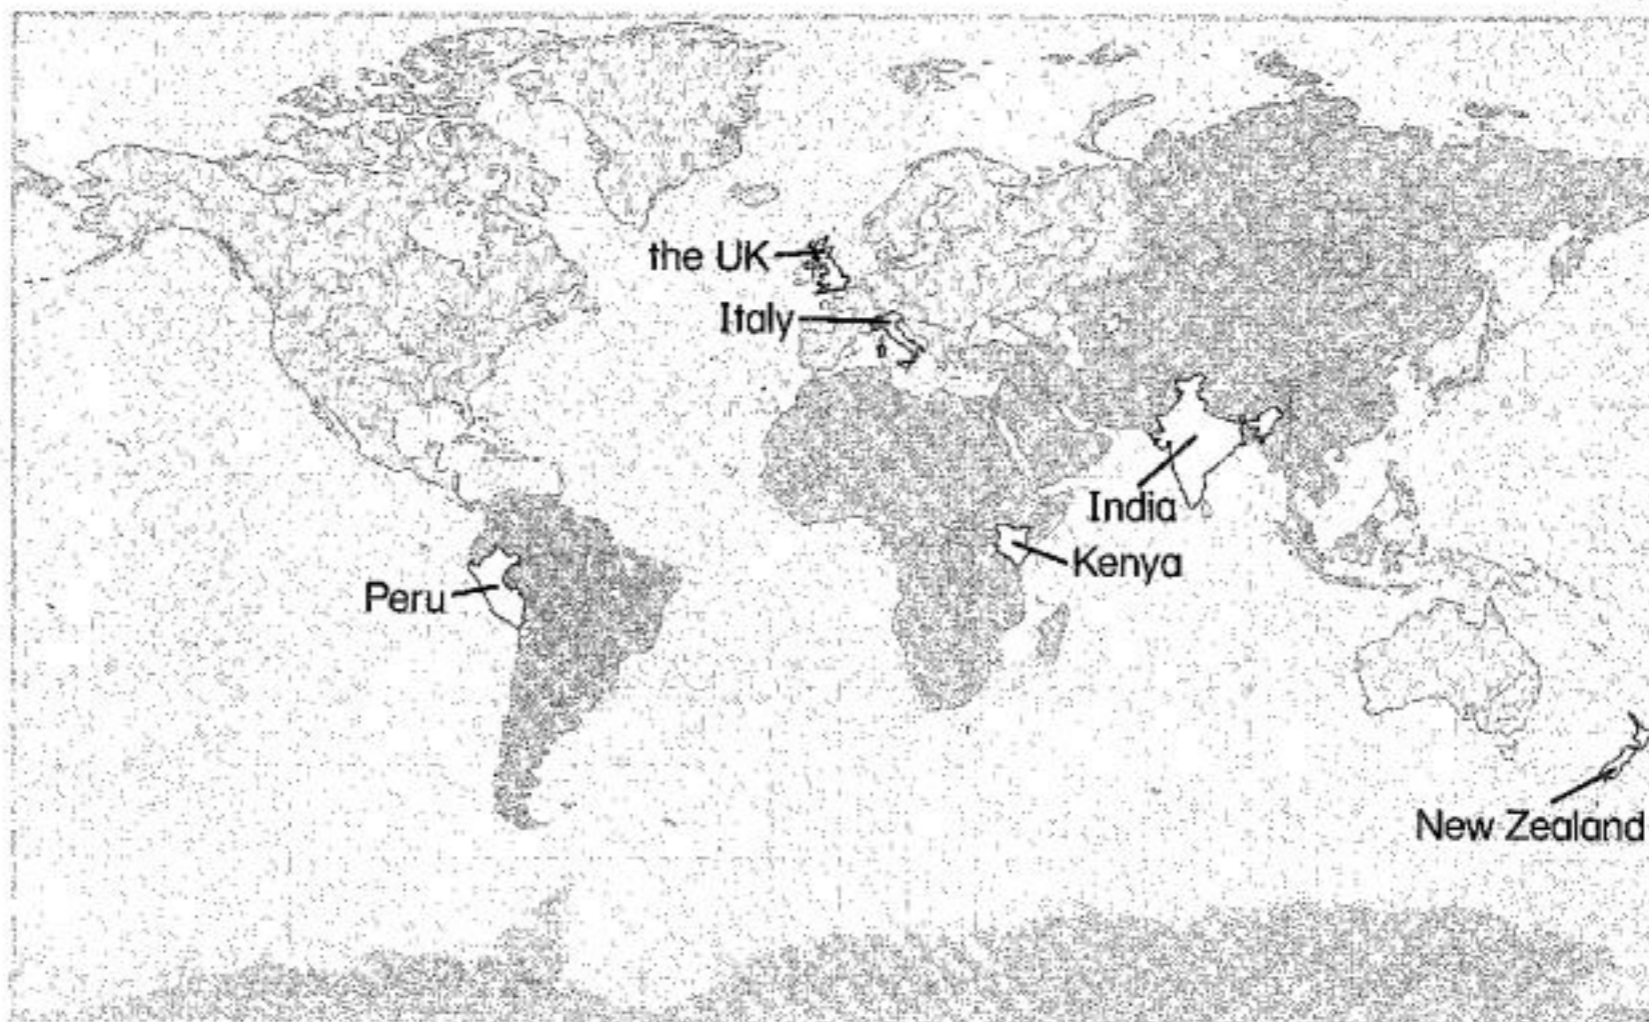 the UK
Italy
India
Kenya
Peru
New Zealand